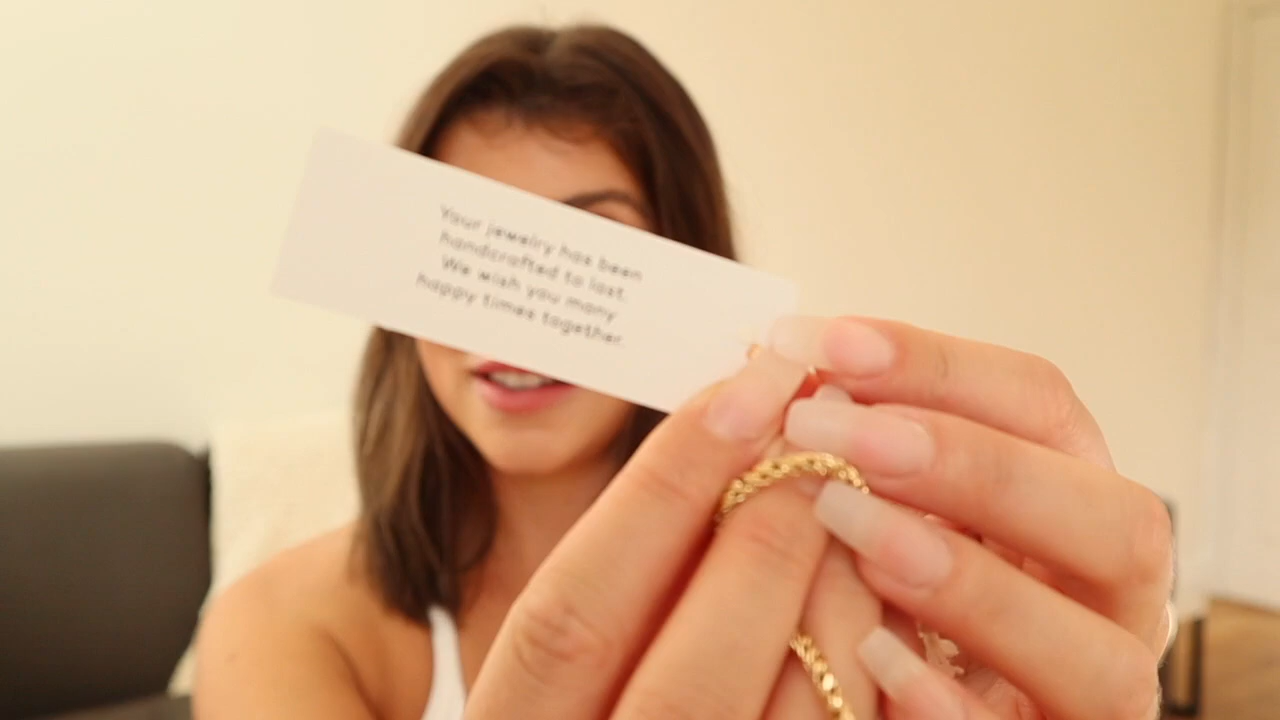 Your jewelry has been
handcrafted to last.
We wish you many
happy times together.